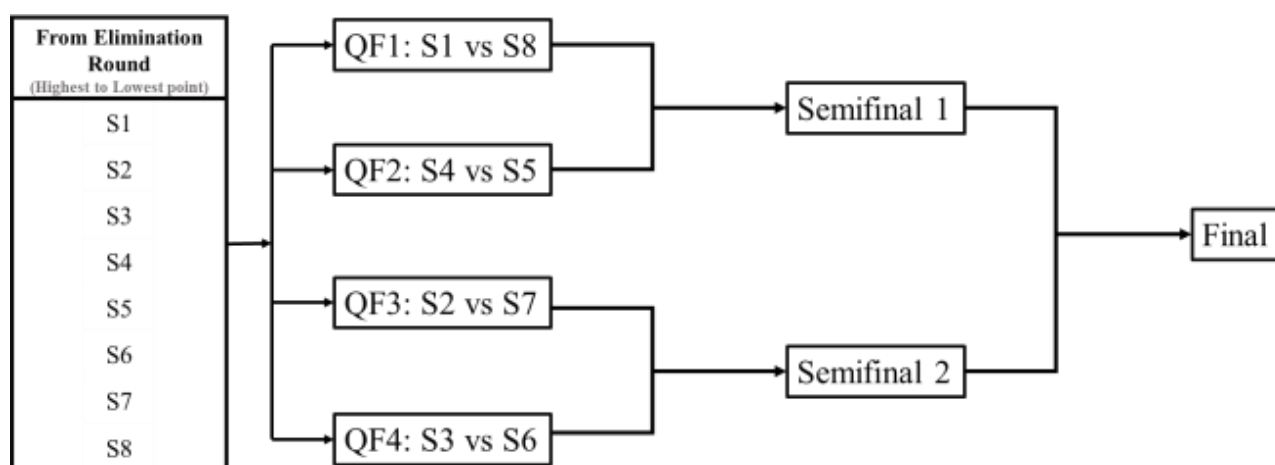 From Elimination
Round
(Highest to Lowest point)
S1
S2
S3
S4
S5
S6
S7
S8
QF1: S1 vs S8
QF2: S4 vs S5
QF3: S2 vs S7
QF4: S3 vs S6
Semifinal 1
Semifinal 2
Final